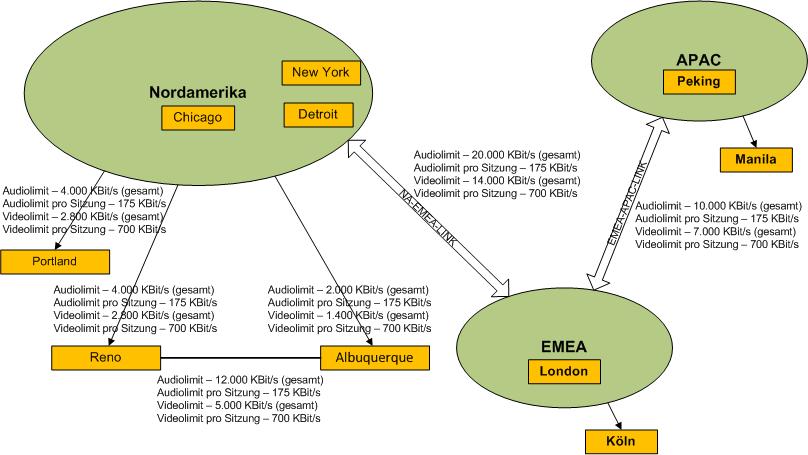 Nordamerika
New York
Chicago
Detroit
APAC
Peking
Manila
Audiolimit – 20.000 KBit/s (gesamt)
Audiolimit pro Sitzung – 175 KBit/s
Videolimit – 14.000 KBit/s (gesamt)
Videolimit pro Sitzung – 700 KBit/s
NA-EMEA-LINK
EMEA-APAC-LINK
Audiolimit – 10.000 KBit/s (gesamt)
Audiolimit pro Sitzung – 175 KBit/s
Videolimit – 7.000 KBit/s (gesamt)
Videolimit pro Sitzung – 700 KBit/s
Audiolimit – 4.000 KBit/s (gesamt)
Audiolimit pro Sitzung – 175 KBit/s
Videolimit – 2.800 KBit/s (gesamt)
Videolimit pro Sitzung – 700 KBit/s
Portland
Audiolimit – 4.000 KBit/s (gesamt)
Audiolimit pro Sitzung – 175 KBit/s
Videolimit – 2.800 KBit/s (gesamt)
Videolimit pro Sitzung – 700 KBit/s
Audiolimit – 2.000 KBit/s (gesamt)
Audiolimit pro Sitzung – 175 KBit/s
Videolimit – 1.400 KBit/s (gesamt)
Videolimit pro Sitzung – 700 KBit/s
Reno
Albuquerque
Audiolimit – 12.000 KBit/s (gesamt)
Audiolimit pro Sitzung – 175 KBit/s
Videolimit – 5.000 KBit/s (gesamt)
Videolimit pro Sitzung – 700 KBit/s
EMEA
London
Köln